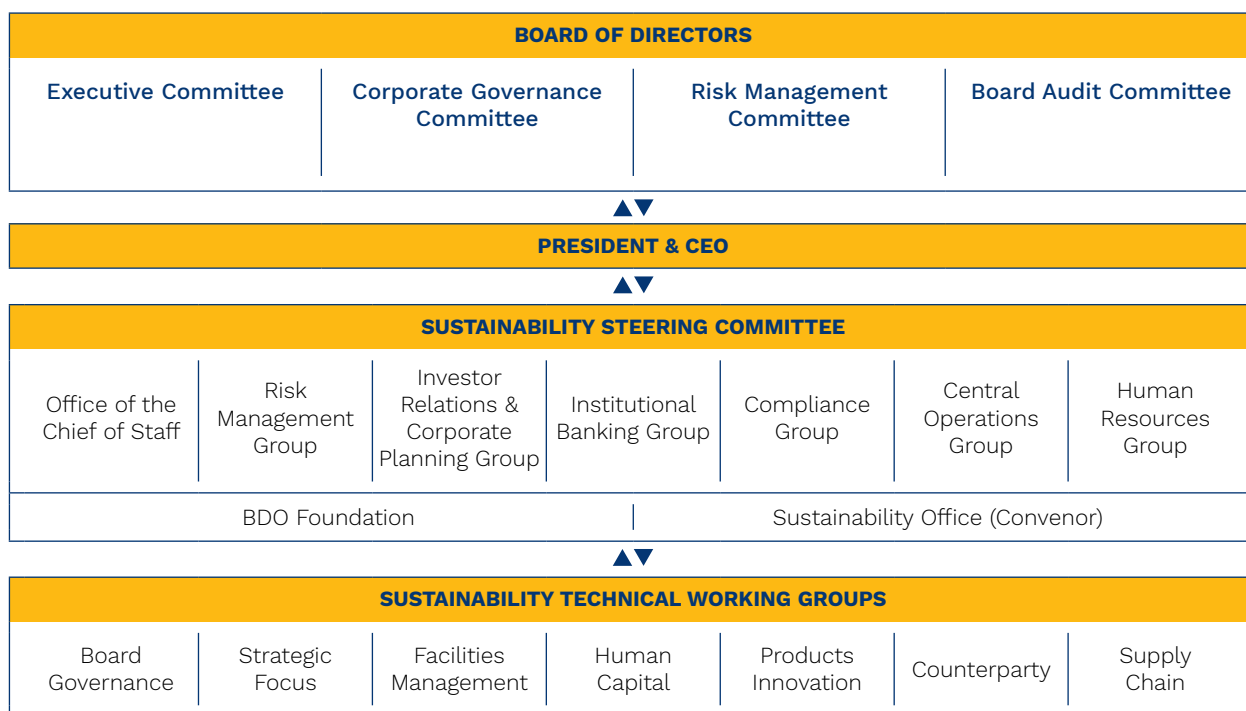 BOARD OF DIRECTORS
Executive Committee
Corporate Governance
Committee
Risk Management
Committee
Board Audit Committee
PRESIDENT & CEO
SUSTAINABILITY STEERING COMMITTEE
Office of the
Chief of Staff
Risk
Management
Group
Investor
Relations &
Corporate
Planning Group
Institutional
Banking Group
Compliance
Group
Central
Operations
Group
Human
Resources
Group
BDO Foundation
Sustainability Office (Convenor)
SUSTAINABILITY TECHNICAL WORKING GROUPS
Board
Governance
Strategic
Focus
Facilities
Management
Human
Capital
Products
Innovation
Counterparty
Supply
Chain